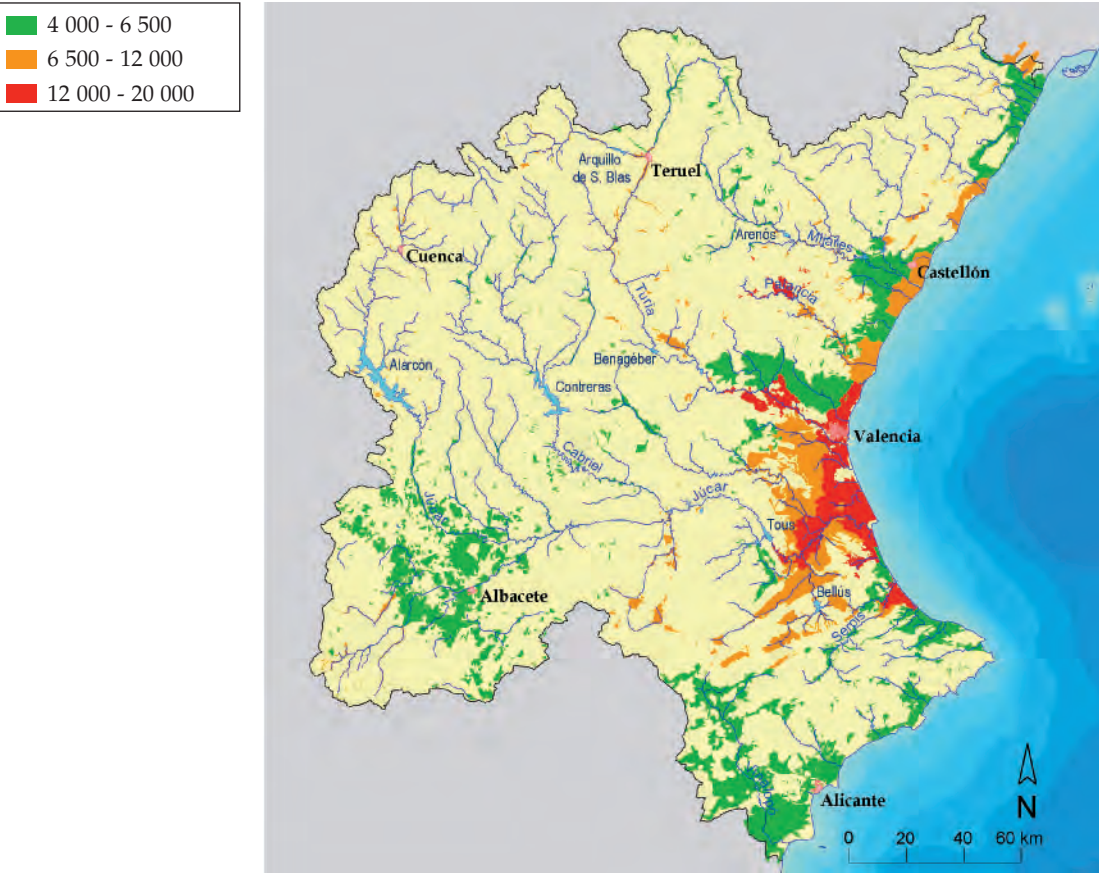 4 000 - 6 500
6 500 - 12 000
12 000 - 20 000
Arquillo
de S. Blas
Teruel
Cuenca
Arenós
Mijares
Castellón
Palancia
Turia
Benagéber
Alarcón
Contreras
Valencia
Cabriel
Júcar
Júcar
Tous
Albacete
Bellús
Serpis
Alicante
N
0 20 40 60 km